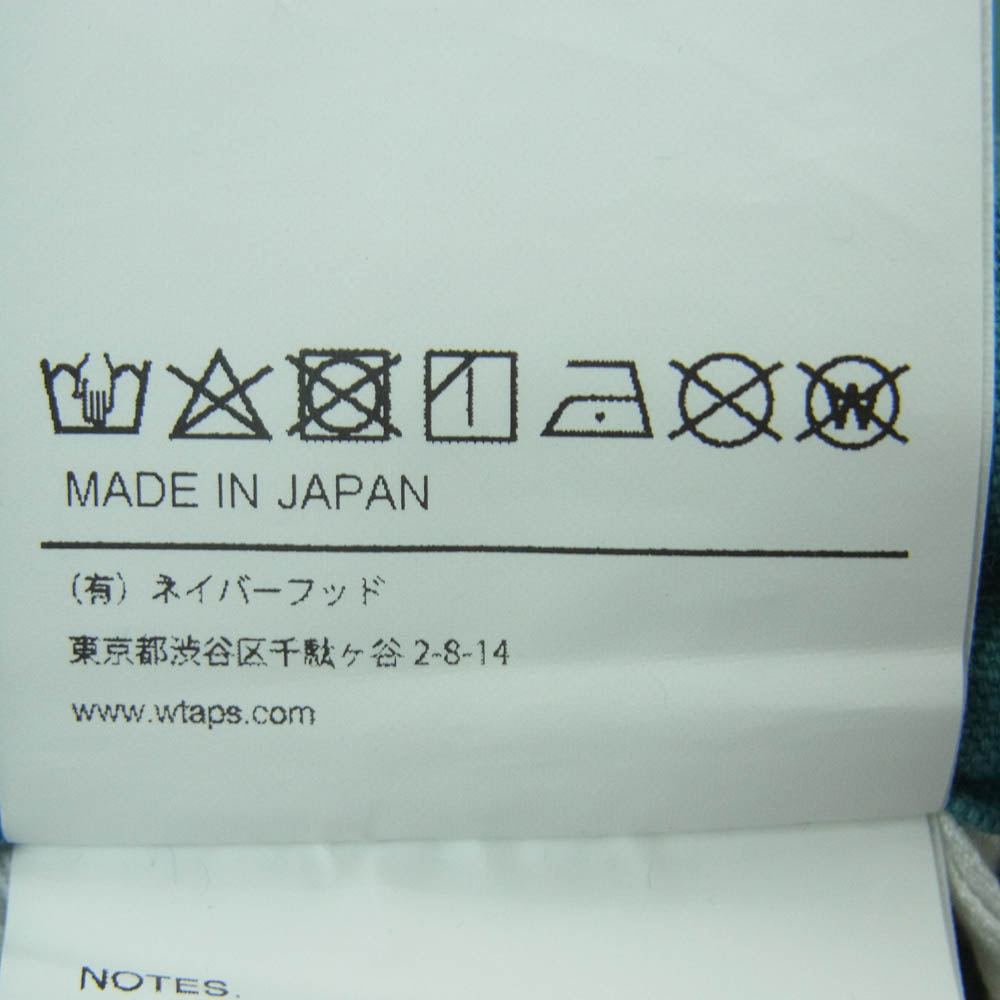 W
MADE IN JAPAN
(有) ネイバーフッド
東京都渋谷区千駄ヶ谷 2-8-14
www.wtaps.com
NOTES.